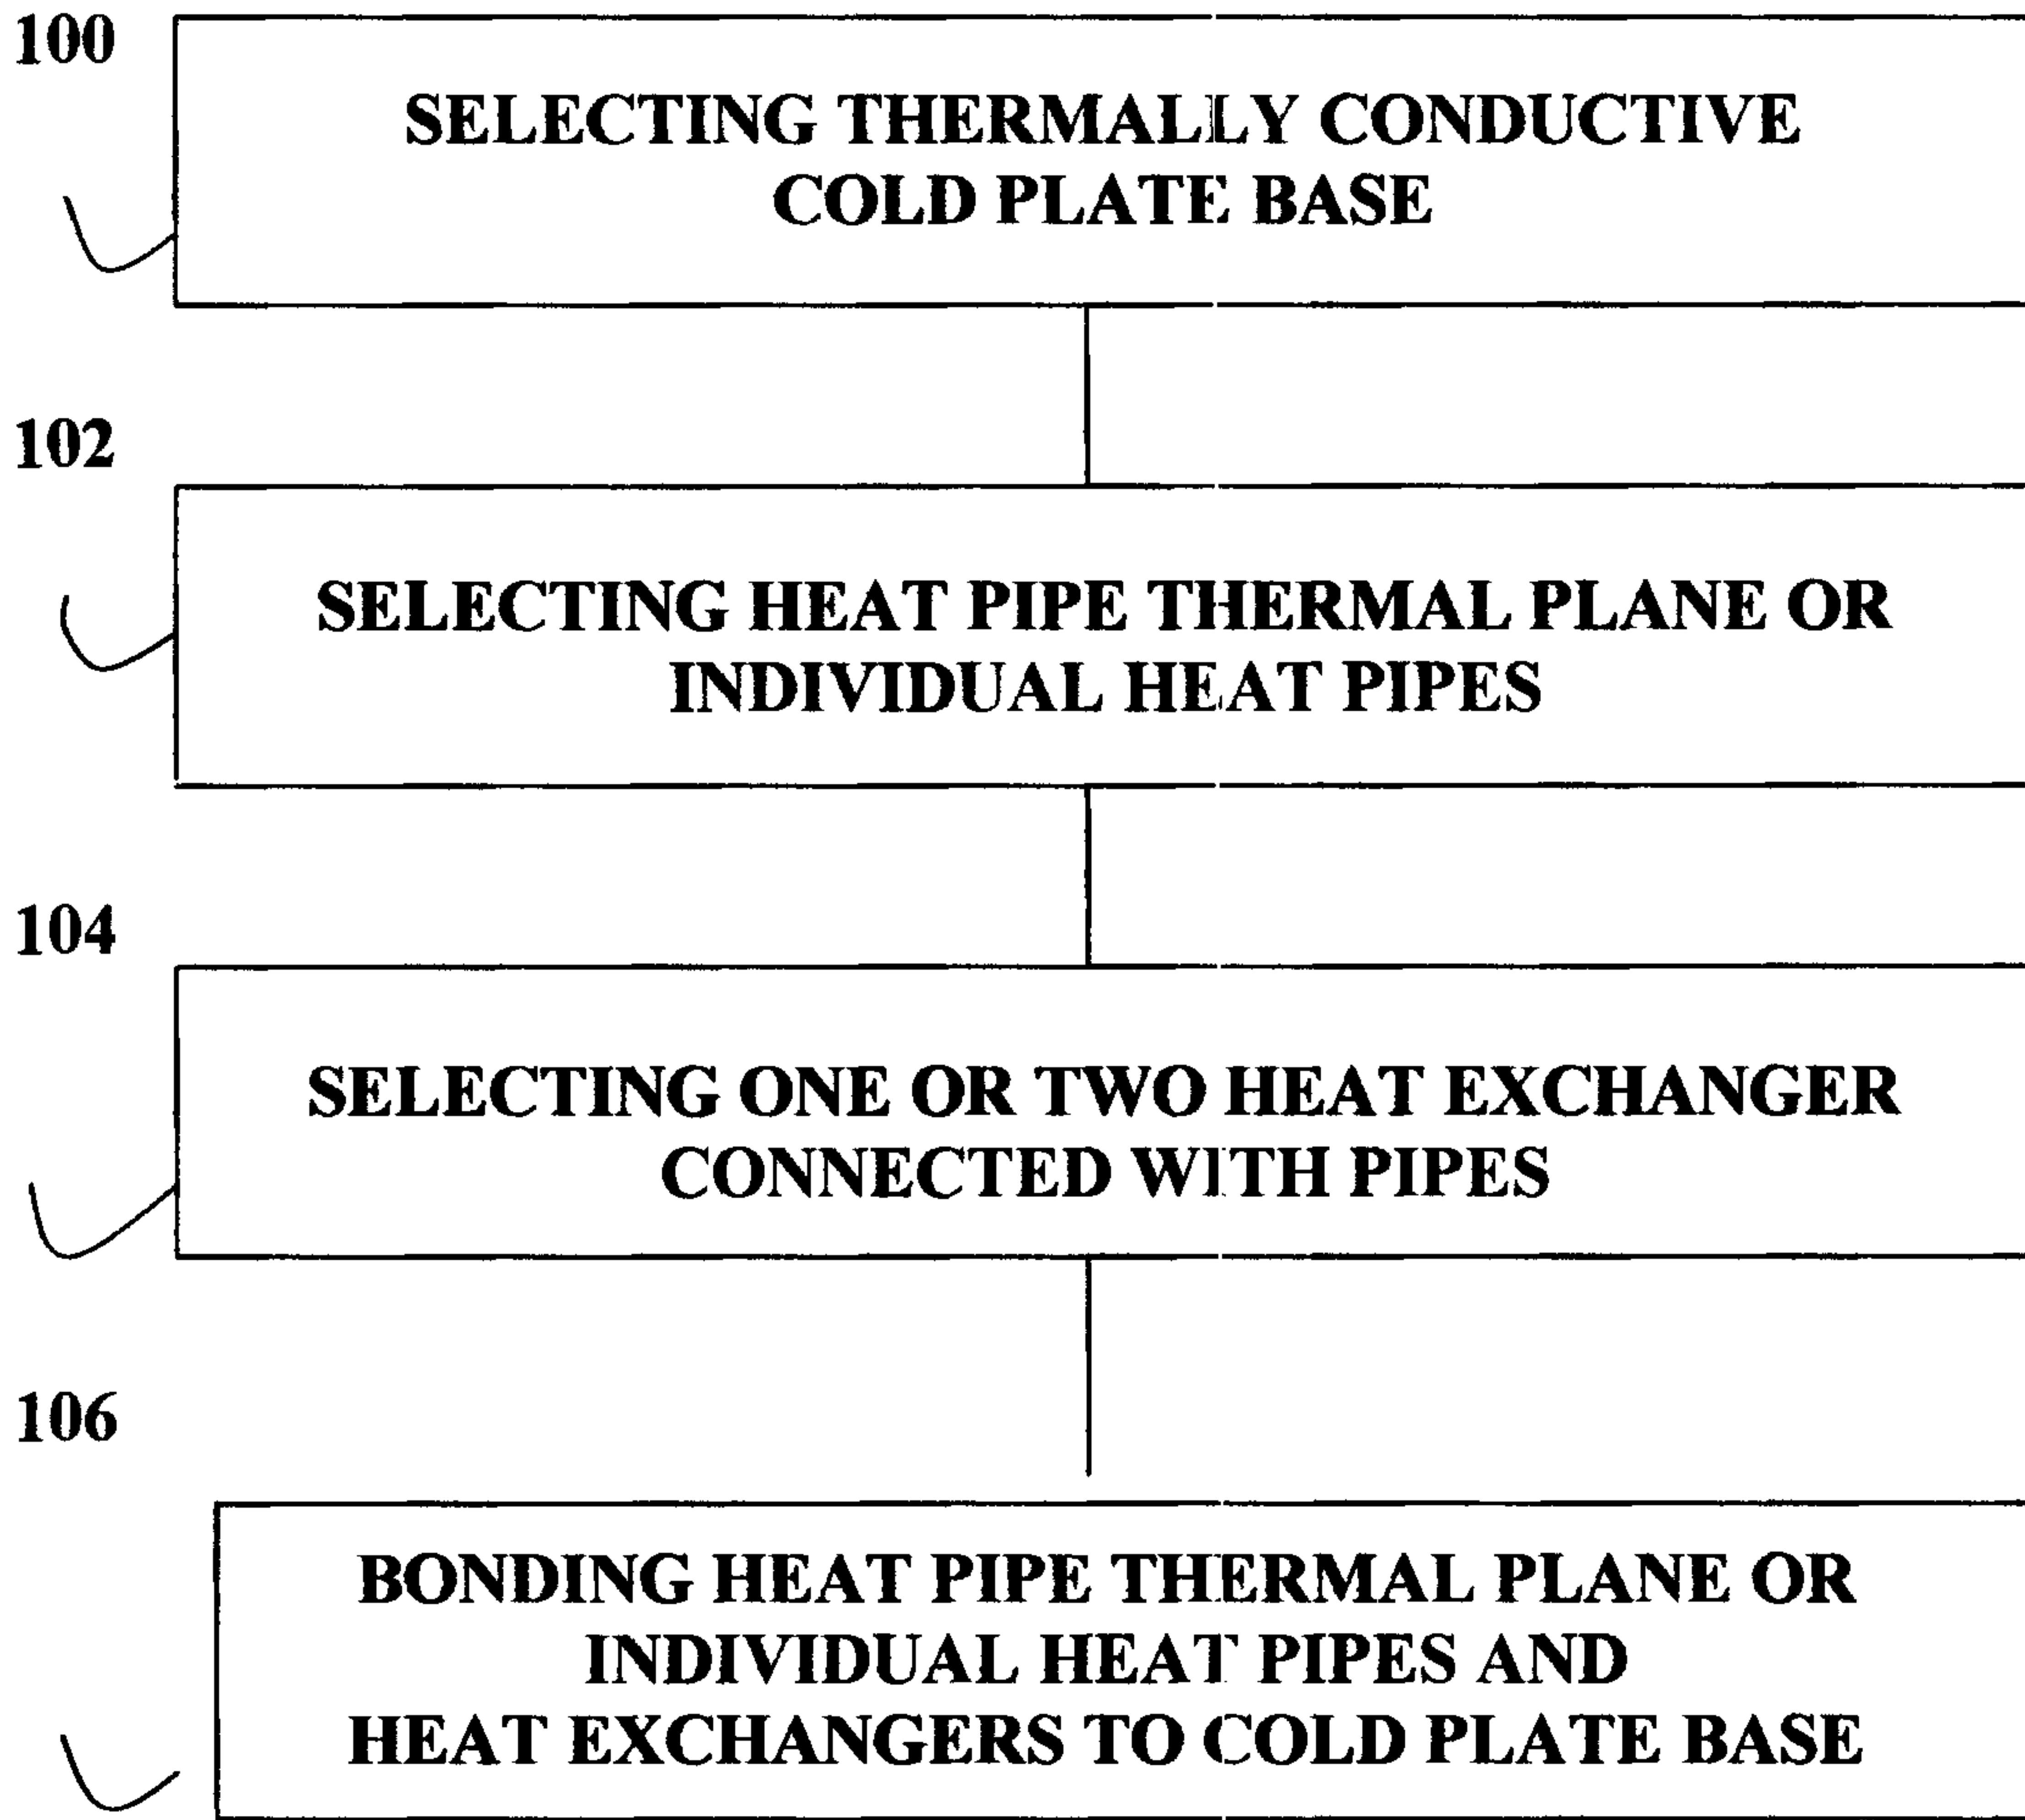 100
SELECTING THERMALLY CONDUCTIVE
COLD PLATE BASE
102
SELECTING HEAT PIPE THERMAL PLANE OR
INDIVIDUAL HEAT PIPES
104
SELECTING ONE OR TWO HEAT EXCHANGER
CONNECTED WITH PIPES
106
BONDING HEAT PIPE THERMAL PLANE OR
INDIVIDUAL HEAT PIPES AND
HEAT EXCHANGERS TO COLD PLATE BASE